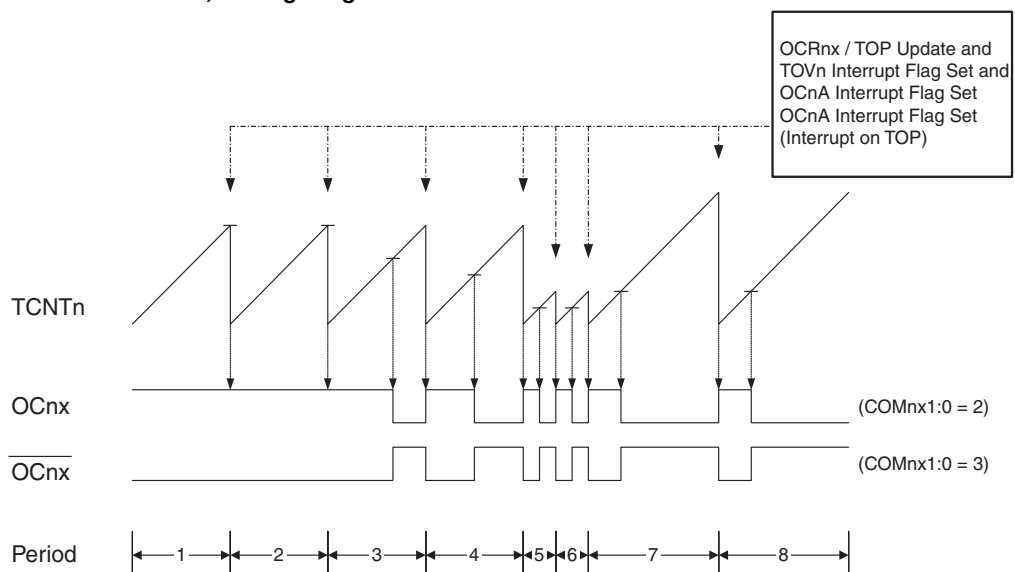 OCRnx / TOP Update and
TOVn Interrupt Flag Set and
OCnA Interrupt Flag Set
OCnA Interrupt Flag Set
(Interrupt on TOP)
TCNTn
OCnx
(COMnx1:0 = 2)
OCnx
(COMnx1:0 = 3)
Period
1 2 3 4 5 6 7 8